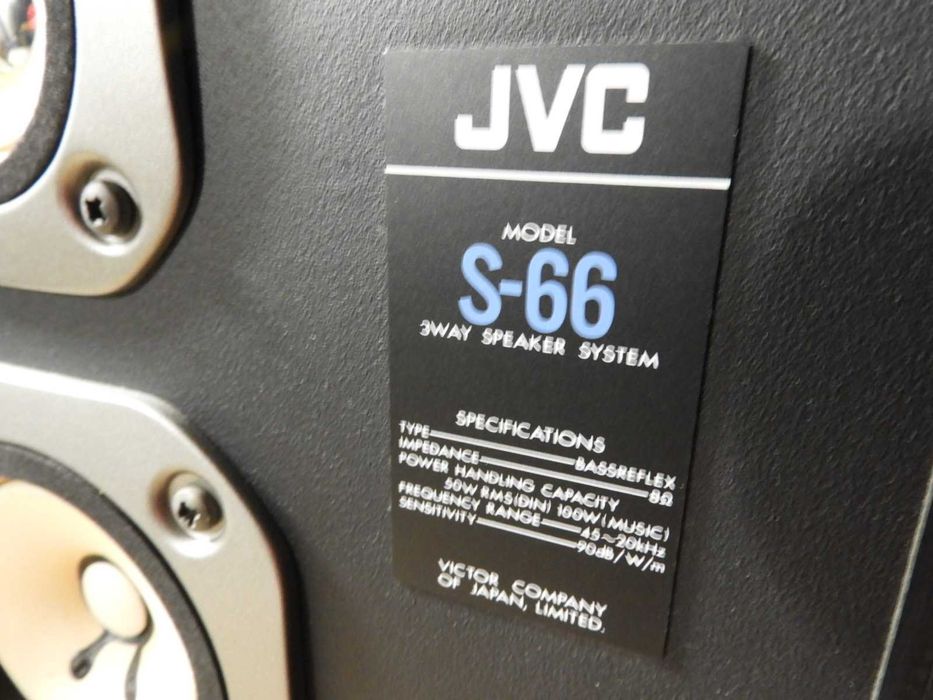 JVC
MODEL
S-66
3WAY SPEAKER SYSTEM
SPECIFICATIONS
TYPE BASSREFLEX
IMPEDANCE 8Ω
POWER HANDLING CAPACITY
50W RMS(DIN) 100W(MUSIC)
FREQUENCY RANGE 45~20kHz
SENSITIVITY 90dB/W/m
VICTOR COMPANY
OF JAPAN, LIMITED.